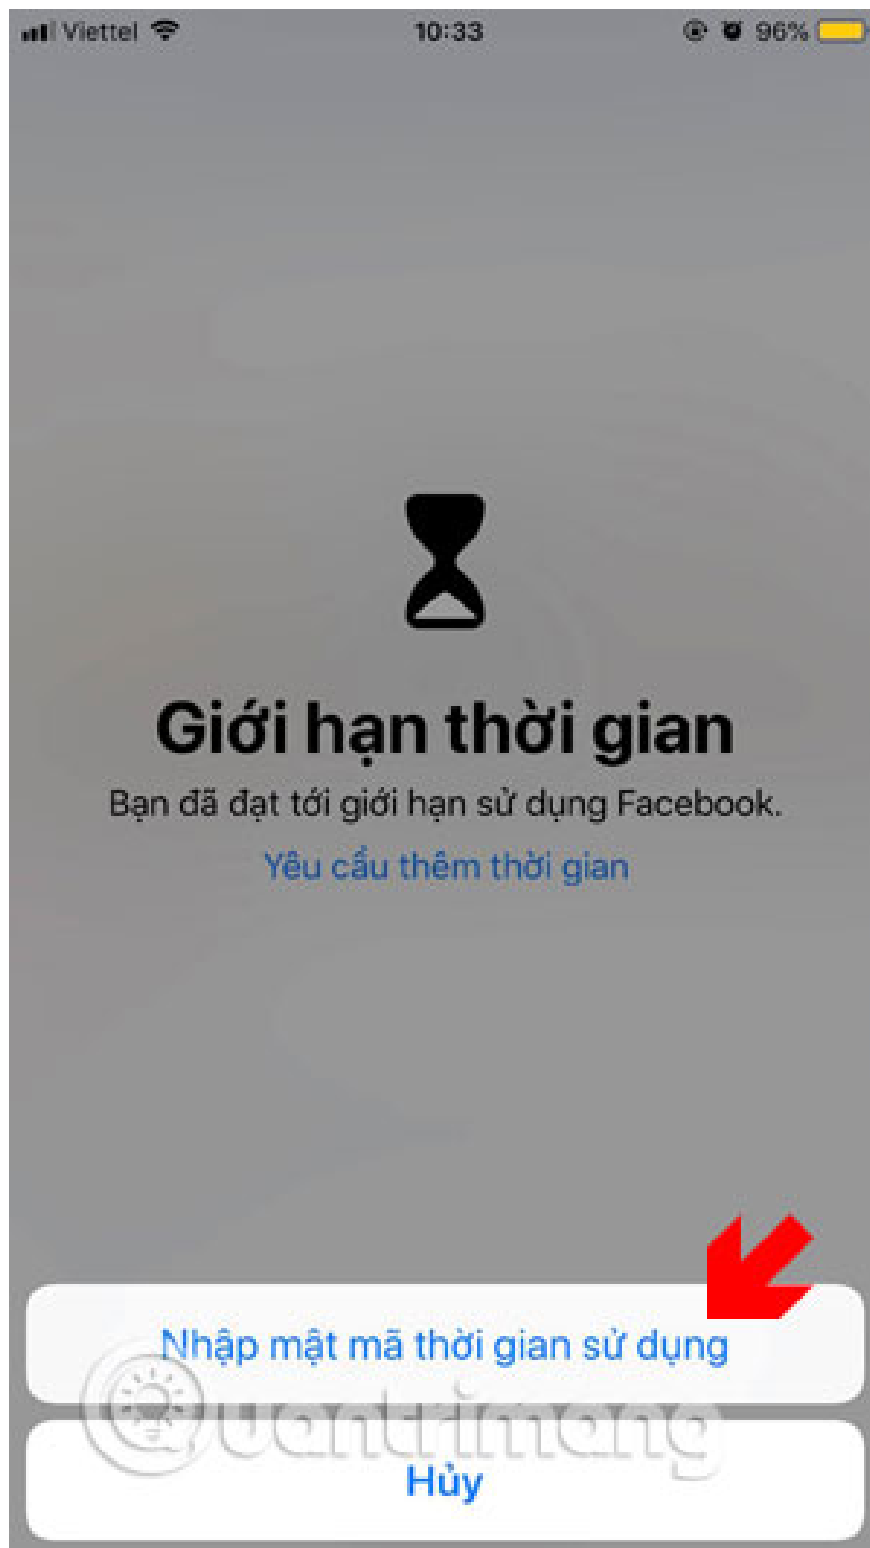 Viettel 10:33 96%
Giới hạn thời gian
Bạn đã đạt tới giới hạn sử dụng Facebook.
Yêu cầu thêm thời gian
Nhập mật mã thời gian sử dụng
Quantrimang
Hủy